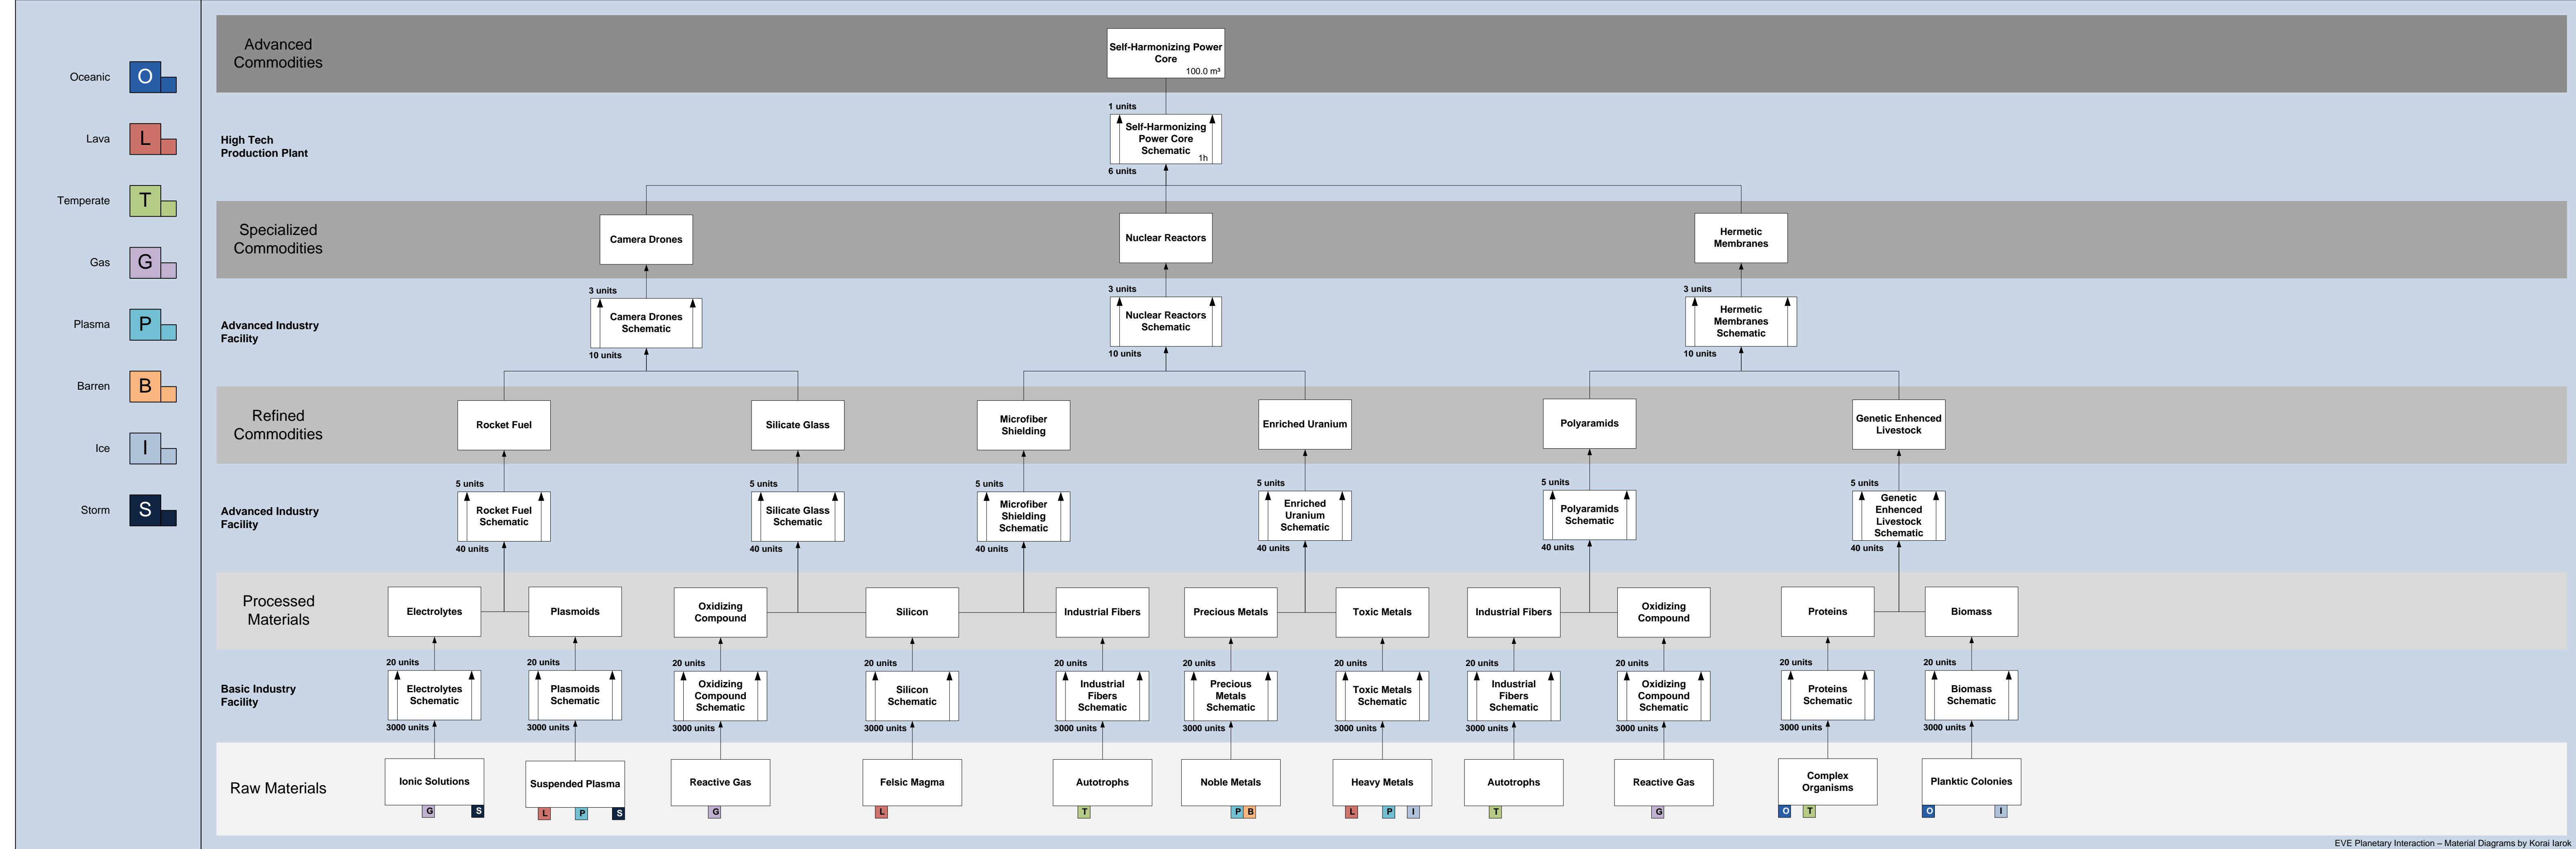 Oceanic
O
Lava
L
Temperate
T
Gas
G
Plasma
P
Barren
B
Ice
I
Storm
S
Advanced
Commodities
Self-Harmonizing Power
Core
100.0 m³
High Tech
Production Plant
1 units
Self-Harmonizing
Power Core
Schematic
1h
6 units
Specialized
Commodities
Camera Drones
Nuclear Reactors
Hermetic
Membranes
Advanced Industry
Facility
3 units
Camera Drones
Schematic
10 units
3 units
Nuclear Reactors
Schematic
10 units
3 units
Hermetic
Membranes
Schematic
10 units
Refined
Commodities
Rocket Fuel
Silicate Glass
Microfiber
Shielding
Enriched Uranium
Polyaramids
Genetic Enhenced
Livestock
Advanced Industry
Facility
5 units
Rocket Fuel
Schematic
40 units
5 units
Silicate Glass
Schematic
40 units
5 units
Microfiber
Shielding
Schematic
40 units
5 units
Enriched
Uranium
Schematic
40 units
5 units
Polyaramids
Schematic
40 units
5 units
Genetic
Enhenced
Livestock
Schematic
40 units
Processed
Materials
Electrolytes
Plasmoids
Oxidizing
Compound
Silicon
Industrial Fibers
Precious Metals
Toxic Metals
Industrial Fibers
Oxidizing
Compound
Proteins
Biomass
Basic Industry
Facility
20 units
Electrolytes
Schematic
3000 units
20 units
Plasmoids
Schematic
3000 units
20 units
Oxidizing
Compound
Schematic
3000 units
20 units
Silicon
Schematic
3000 units
20 units
Industrial
Fibers
Schematic
3000 units
20 units
Precious
Metals
Schematic
3000 units
20 units
Toxic Metals
Schematic
3000 units
20 units
Industrial
Fibers
Schematic
3000 units
20 units
Oxidizing
Compound
Schematic
3000 units
20 units
Proteins
Schematic
3000 units
20 units
Biomass
Schematic
3000 units
Raw Materials
Ionic Solutions
G S
Suspended Plasma
L P S
Reactive Gas
G
Felsic Magma
L
Autotrophs
T
Noble Metals
P B
Heavy Metals
L P I
Autotrophs
T
Reactive Gas
G
Complex
Organisms
O T
Planktic Colonies
O I
EVE Planetary Interaction – Material Diagrams by Korai Iarok